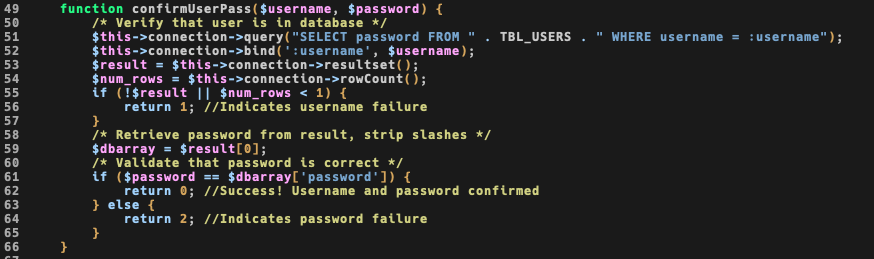 49 function confirmUserPass($username, $password) {
50 /* Verify that user is in database */
51 $this->connection->query("SELECT password FROM " . TBL_USERS . " WHERE username = :username");
52 $this->connection->bind(':username', $username);
53 $result = $this->connection->resultset();
54 $num_rows = $this->connection->rowCount();
55 if (!$result || $num_rows < 1) {
56 return 1; //Indicates username failure
57 }
58 /* Retrieve password from result, strip slashes */
59 $dbarray = $result[0];
60 /* Validate that password is correct */
61 if ($password == $dbarray['password']) {
62 return 0; //Success! Username and password confirmed
63 } else {
64 return 2; //Indicates password failure
65 }
66 }